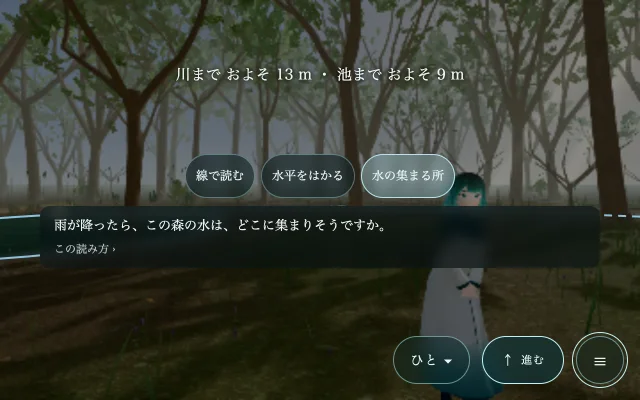 川まで およそ 13 m ・ 池まで およそ 9 m
線で読む 水平をはかる 水の集まる所
雨が降ったら、この森の水は、どこに集まりそうですか。
この読み方 ›
ひと ▾ ↑ 進む ≡